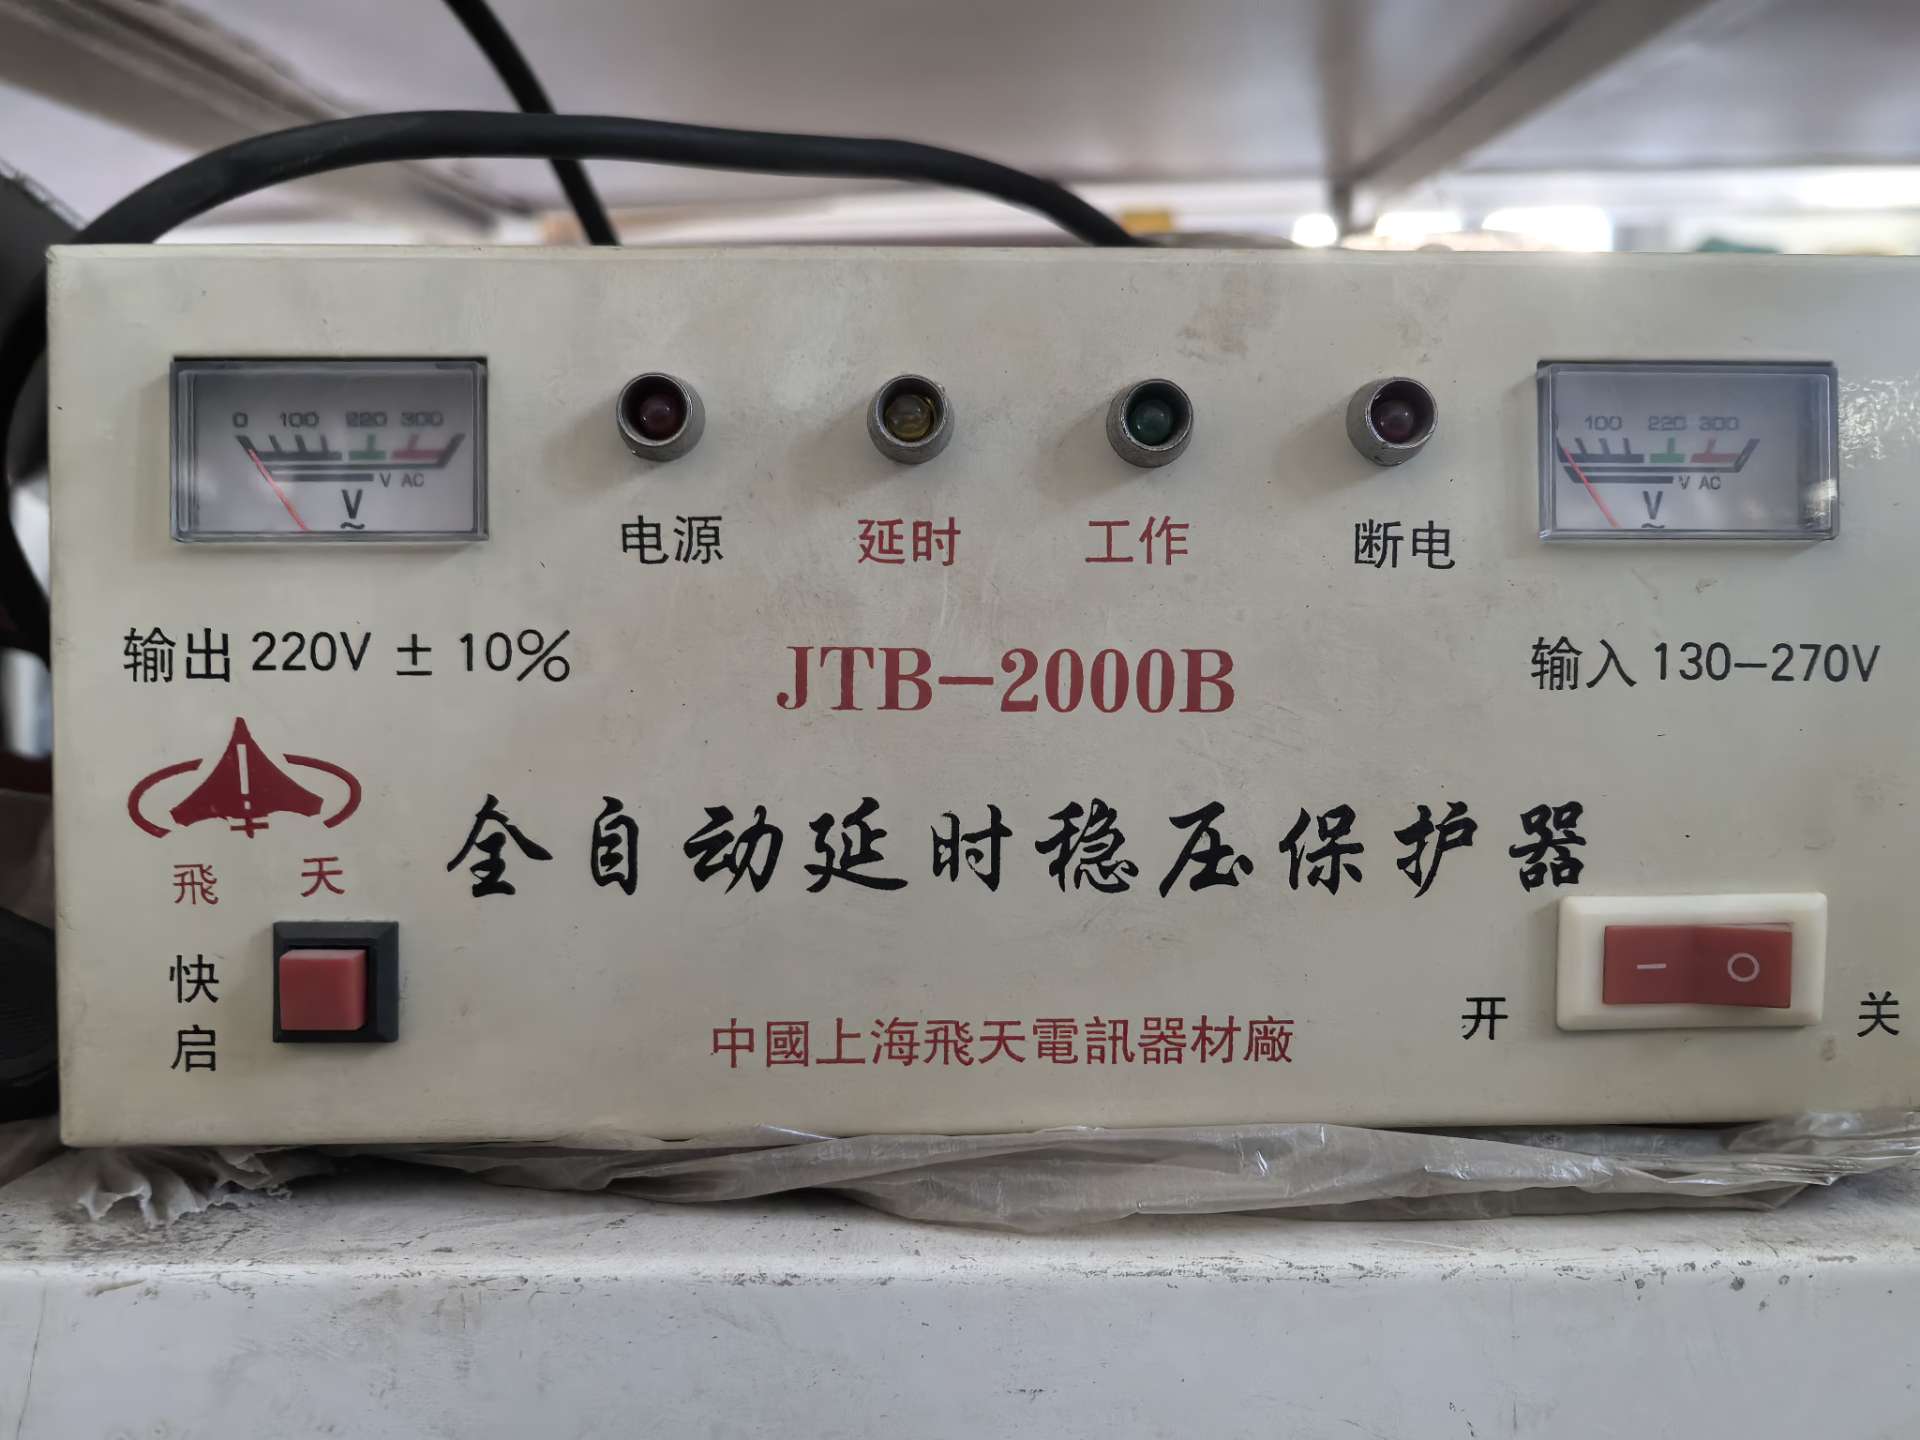 0 100 220 300
V AC
V
~
100 220 300
V AC
V
~
电源 延时 工作 断电
输出 220V ± 10%
JTB-2000B
输入 130-270V
飛 天
全自动延时稳压保护器
快启
中國上海飛天電訊器材廠
开 关